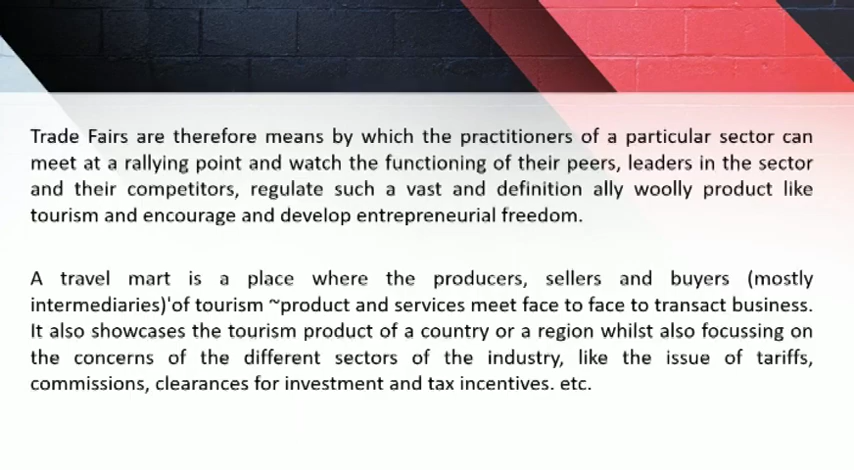 Trade Fairs are therefore means by which the practitioners of a particular sector can
meet at a rallying point and watch the functioning of their peers, leaders in the sector
and their competitors, regulate such a vast and definition ally woolly product like
tourism and encourage and develop entrepreneurial freedom.
A travel mart is a place where the producers, sellers and buyers (mostly
intermediaries)'of tourism ~product and services meet face to face to transact business.
It also showcases the tourism product of a country or a region whilst also focussing on
the concerns of the different sectors of the industry, like the issue of tariffs,
commissions, clearances for investment and tax incentives. etc.